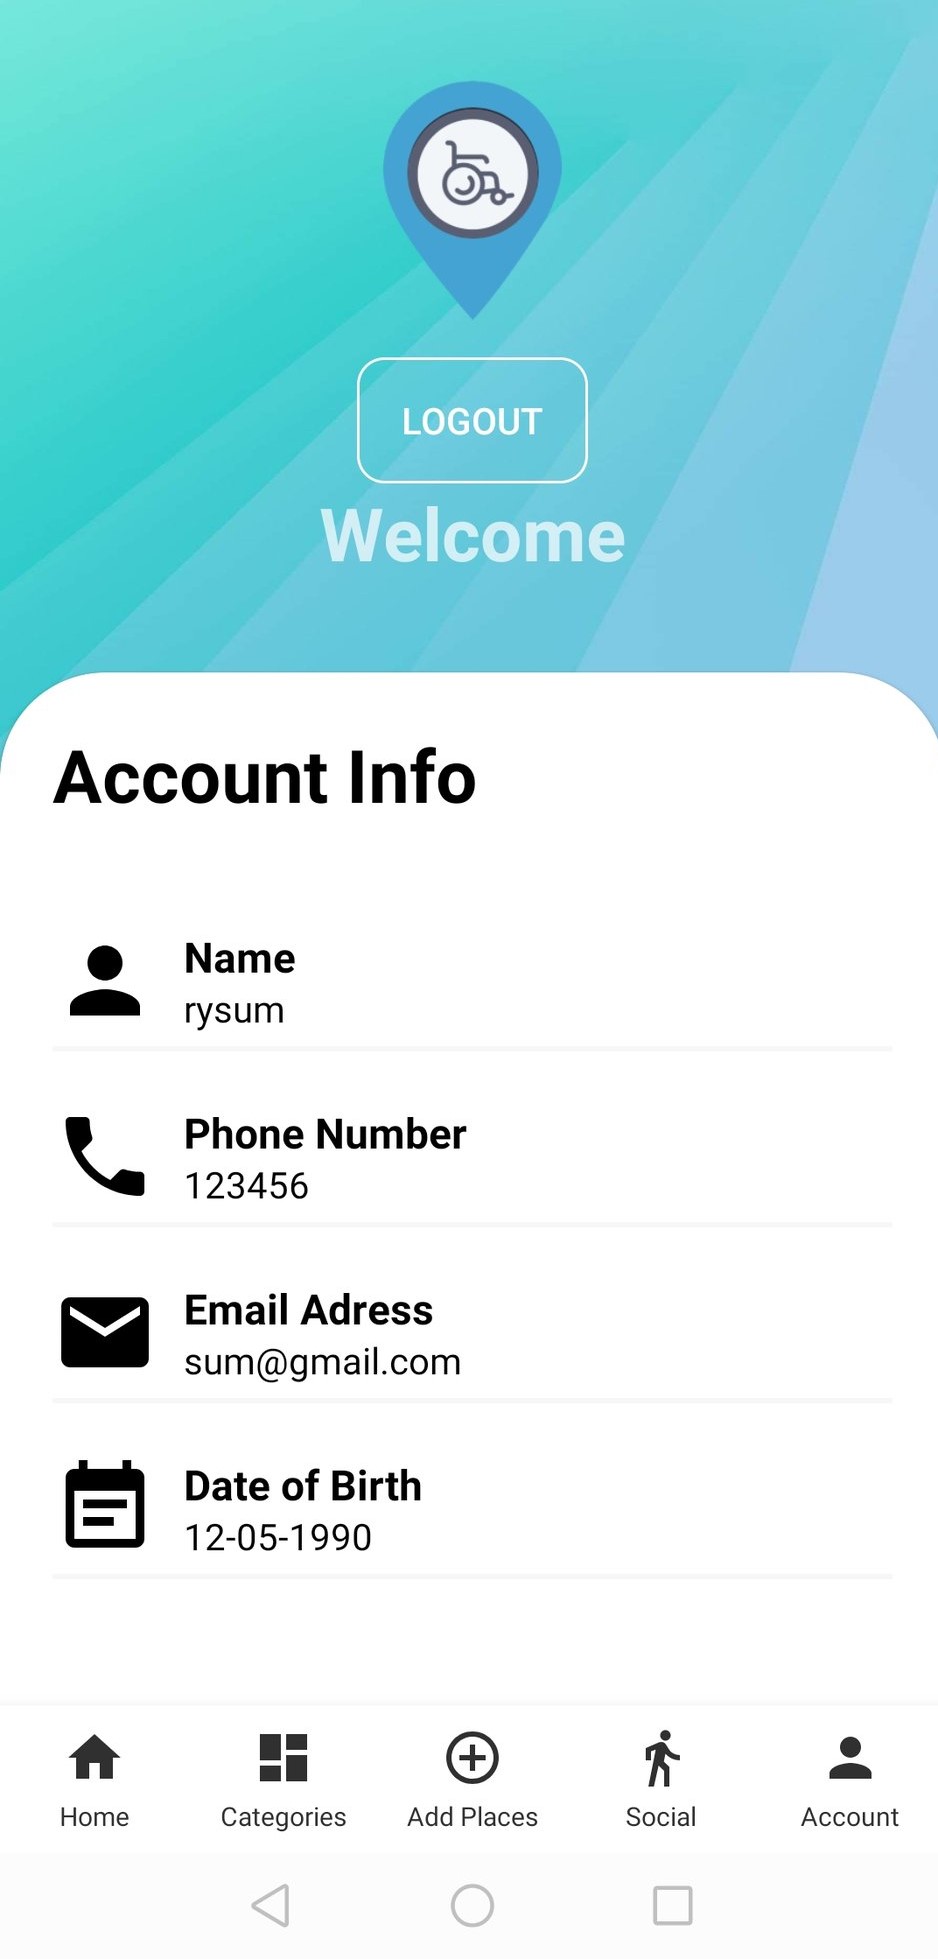 LOGOUT
Welcome
Account Info
Name
rysum
Phone Number
123456
Email Adress
sum@gmail.com
Date of Birth
12-05-1990
Home
Categories
Add Places
Social
Account